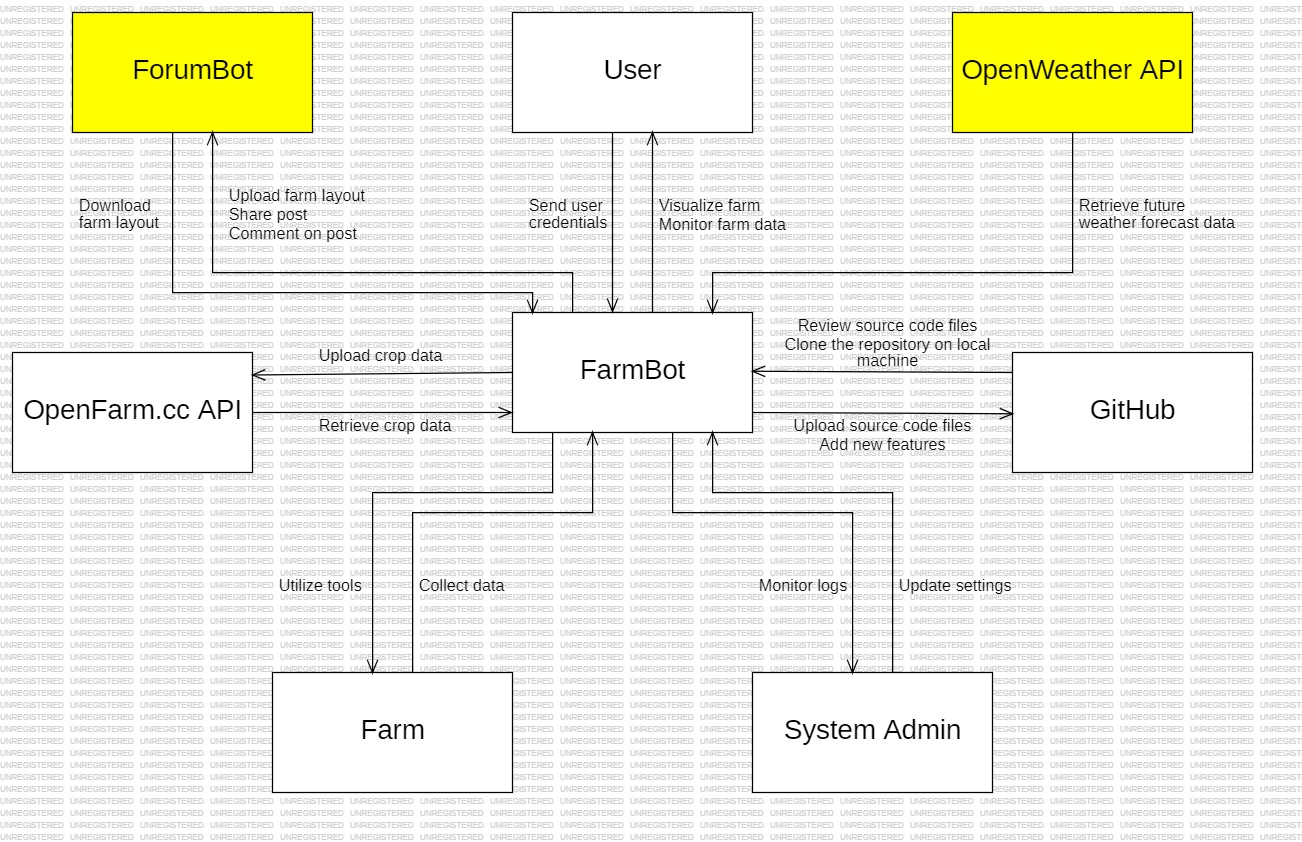 ForumBot
User
OpenWeather API
Download
farm layout
Upload farm layout
Share post
Comment on post
Send user
credentials
Visualize farm
Monitor farm data
Retrieve future
weather forecast data
FarmBot
Review source code files
Clone the repository on local
machine
Upload crop data
OpenFarm.cc API
Retrieve crop data
GitHub
Upload source code files
Add new features
Utilize tools
Collect data
Monitor logs
Update settings
Farm
System Admin
UNREGISTERED